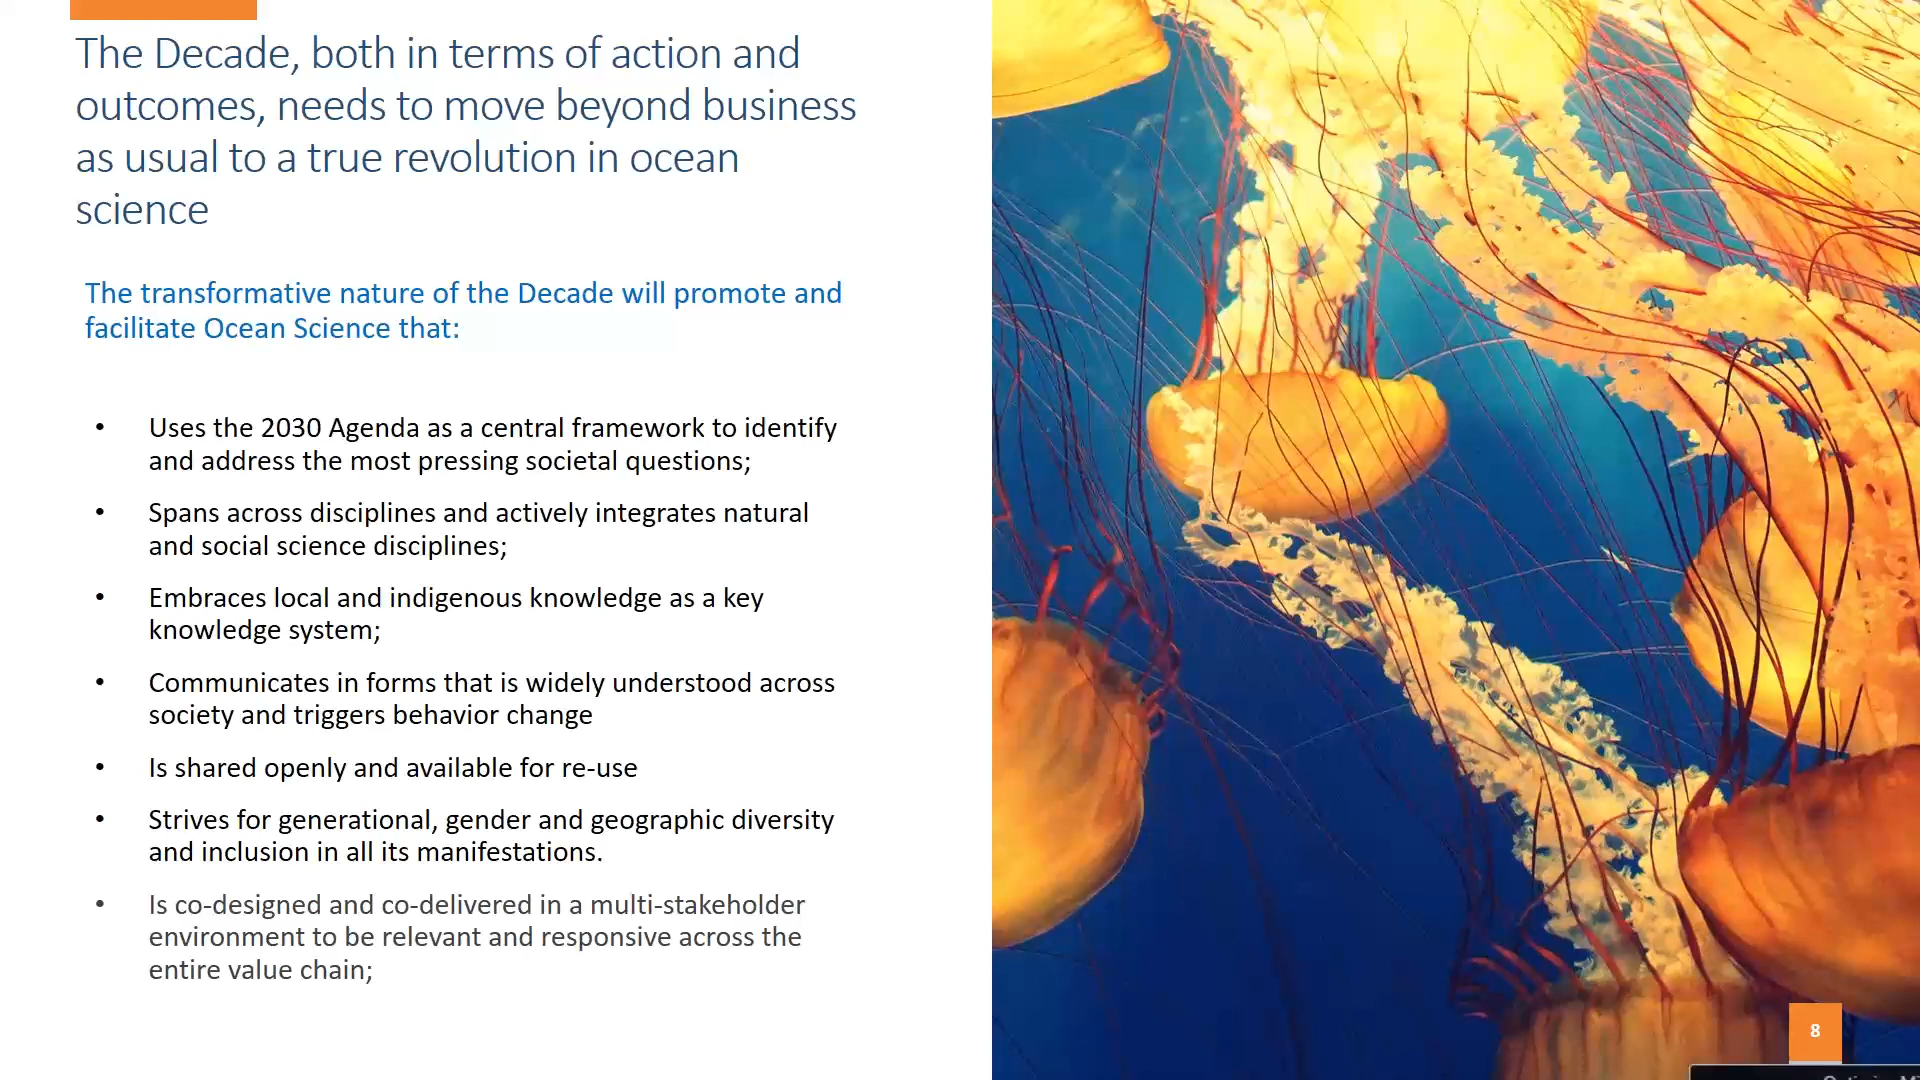 The Decade, both in terms of action and
outcomes, needs to move beyond business
as usual to a true revolution in ocean
science
The transformative nature of the Decade will promote and
facilitate Ocean Science that:
• Uses the 2030 Agenda as a central framework to identify
and address the most pressing societal questions;
• Spans across disciplines and actively integrates natural
and social science disciplines;
• Embraces local and indigenous knowledge as a key
knowledge system;
• Communicates in forms that is widely understood across
society and triggers behavior change
• Is shared openly and available for re-use
• Strives for generational, gender and geographic diversity
and inclusion in all its manifestations.
• Is co-designed and co-delivered in a multi-stakeholder
environment to be relevant and responsive across the
entire value chain;
8